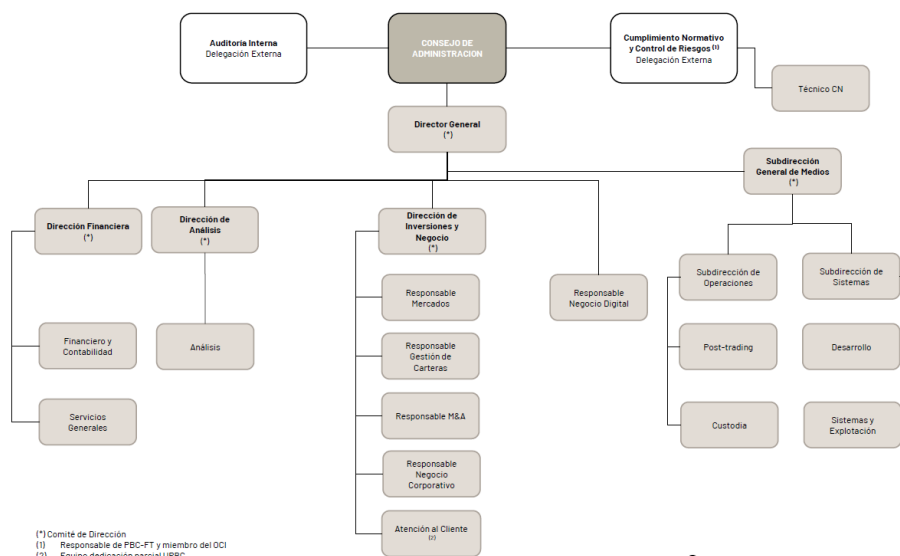 Auditoría Interna
Delegación Externa
CONSEJO DE
ADMINISTRACION
Cumplimiento Normativo
y Control de Riesgos (1)
Delegación Externa
Técnico CN
Director General
(*)
Subdirección
General de Medios
(*)
Dirección Financiera
(*)
Dirección de
Análisis
(*)
Dirección de
Inversiones y
Negocio
(*)
Subdirección de
Operaciones
Subdirección de
Sistemas
Responsable
Mercados
Responsable
Negocio Digital
Financiero y
Contabilidad
Análisis
Responsable
Gestión de
Carteras
Post-trading
Desarrollo
Servicios
Generales
Responsable M&A
Custodia
Sistemas y
Explotación
Responsable
Negocio
Corporativo
Atención al Cliente
(2)
(*) Comité de Dirección
(1) Responsable de PBC-FT y miembro del OCI
(2) Equipo dedicación parcial